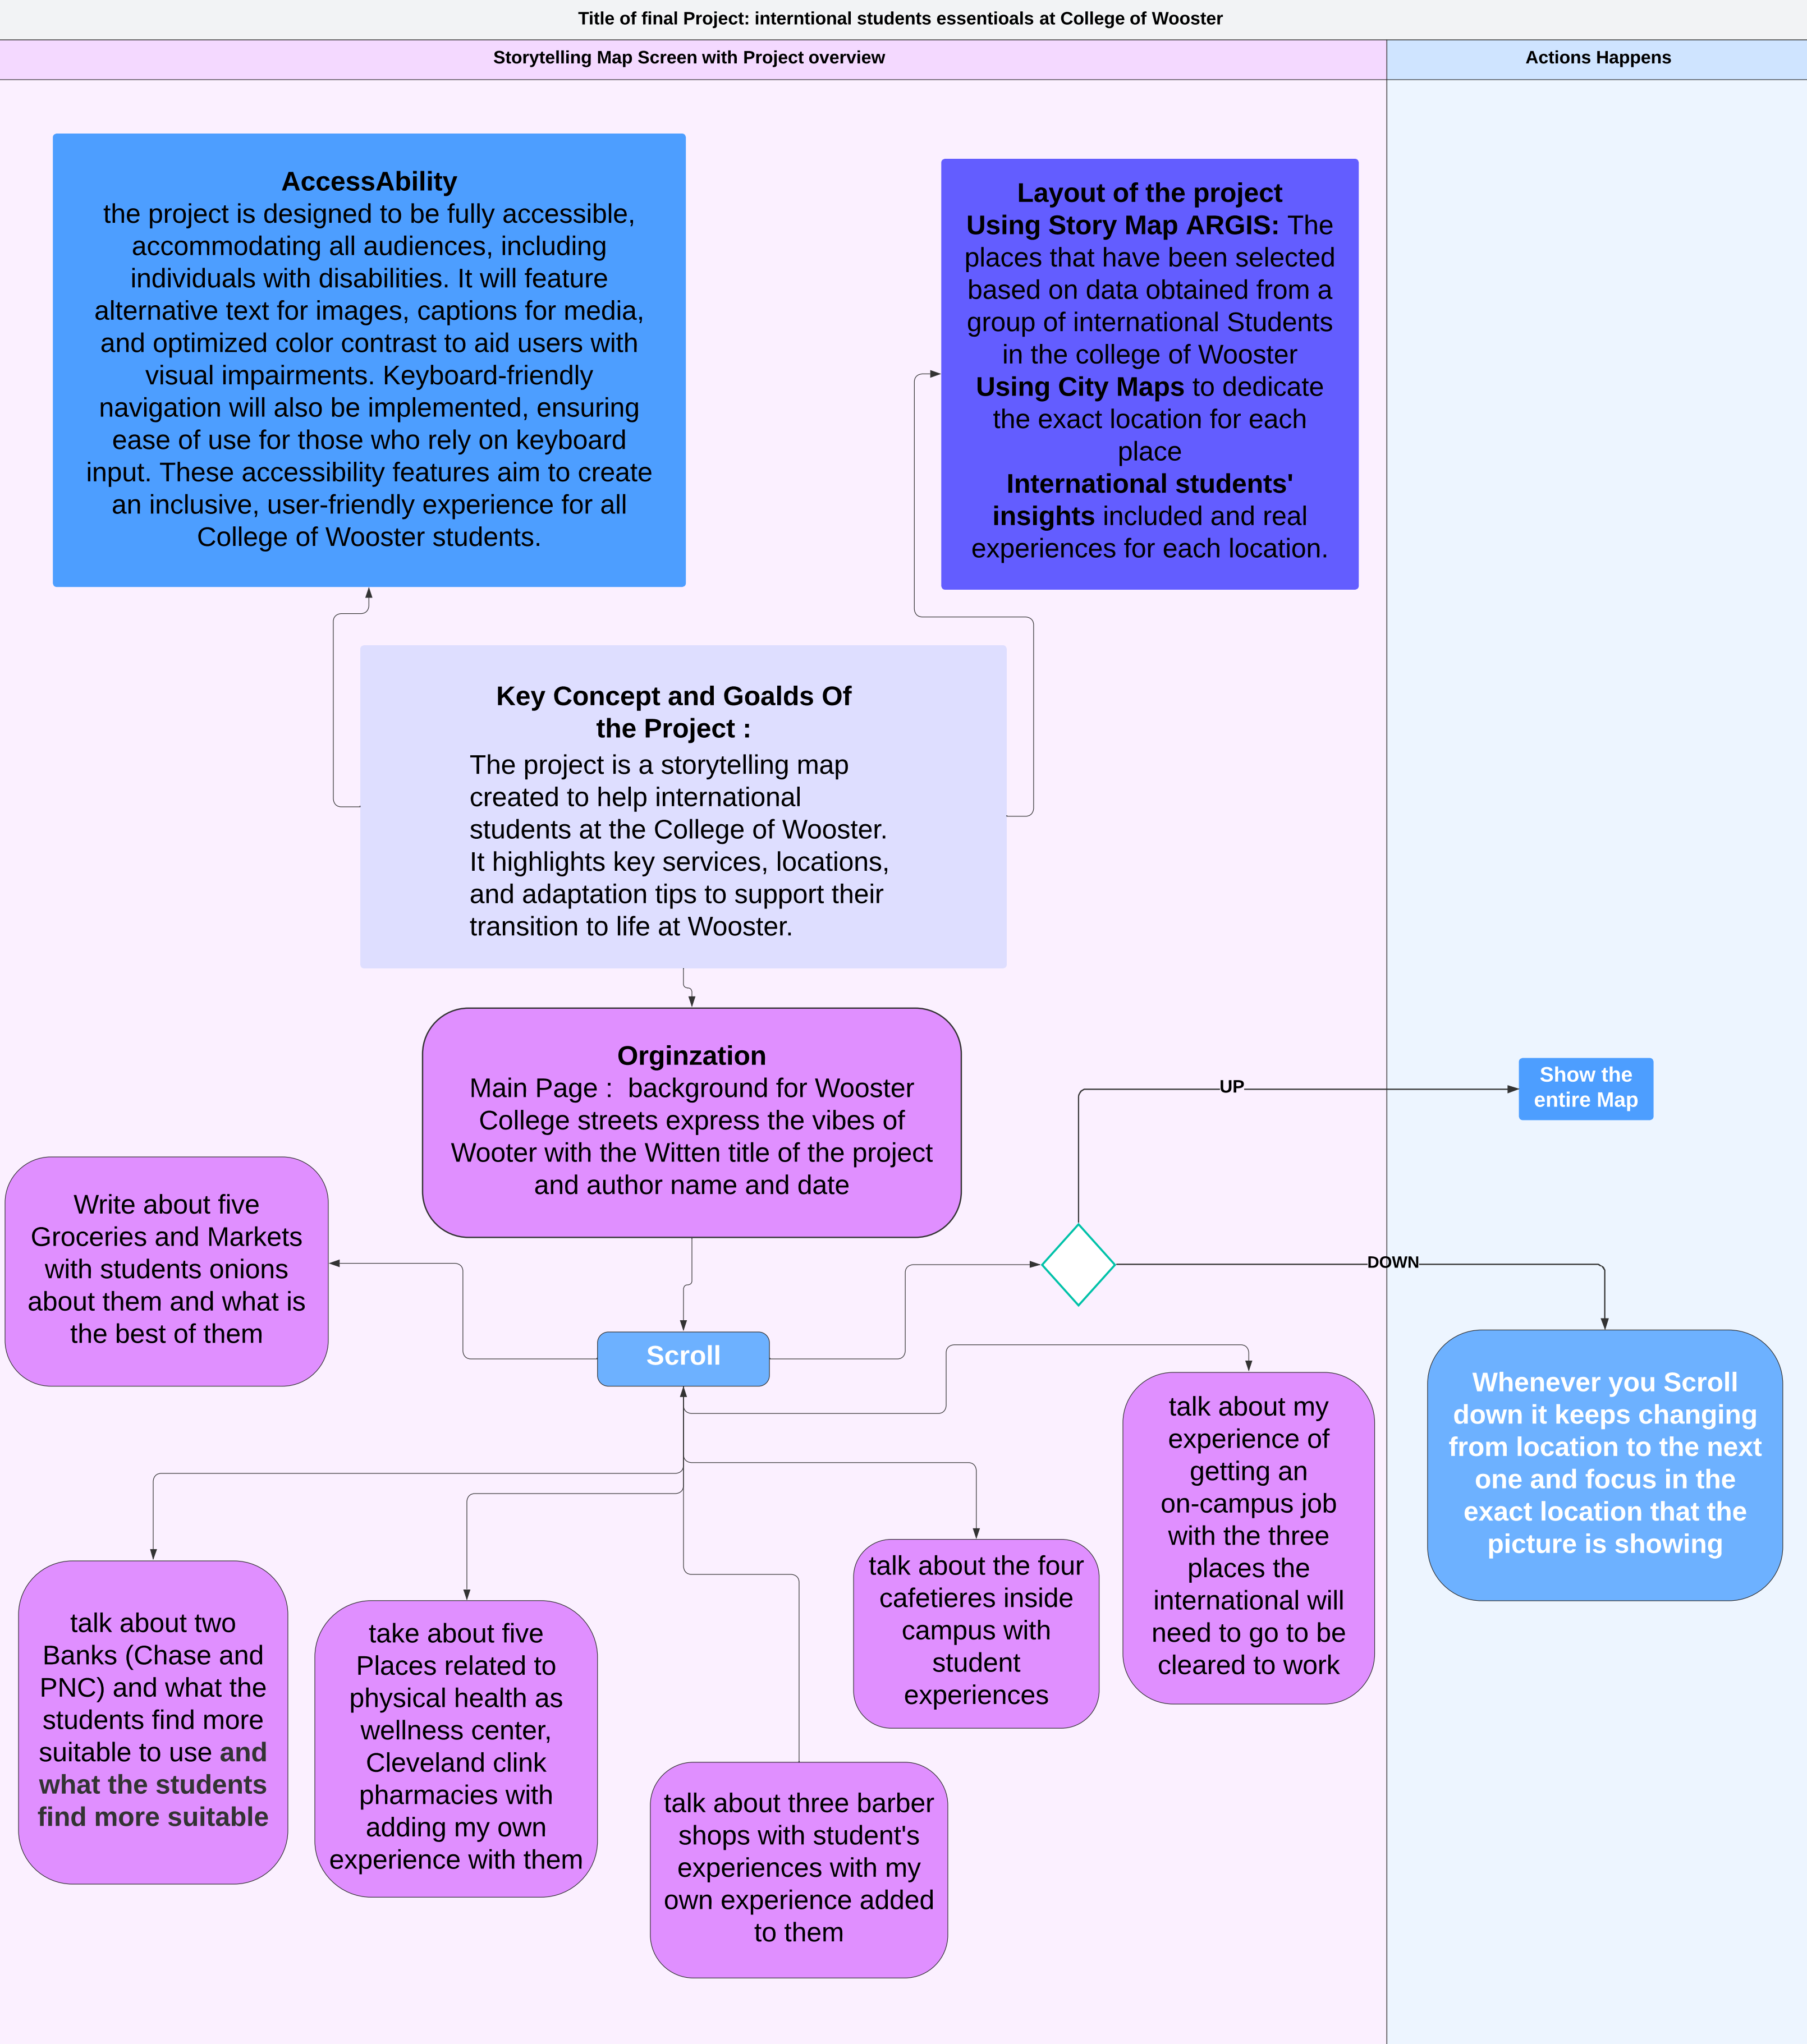 Title of final Project: interntional students essentioals at College of Wooster
Storytelling Map Screen with Project overview
Actions Happens
AccessAbility
the project is designed to be fully accessible,
accommodating all audiences, including
individuals with disabilities. It will feature
alternative text for images, captions for media,
and optimized color contrast to aid users with
visual impairments. Keyboard-friendly
navigation will also be implemented, ensuring
ease of use for those who rely on keyboard
input. These accessibility features aim to create
an inclusive, user-friendly experience for all
College of Wooster students.
Layout of the project
Using Story Map ARGIS: The
places that have been selected
based on data obtained from a
group of international Students
in the college of Wooster
Using City Maps to dedicate
the exact location for each
place
International students'
insights included and real
experiences for each location.
Key Concept and Goalds Of
the Project :
The project is a storytelling map
created to help international
students at the College of Wooster.
It highlights key services, locations,
and adaptation tips to support their
transition to life at Wooster.
Orginzation
Main Page :  background for Wooster
College streets express the vibes of
Wooter with the Witten title of the project
and author name and date
UP
Show the
entire Map
Write about five
Groceries and Markets
with students onions
about them and what is
the best of them
DOWN
Scroll
Whenever you Scroll
down it keeps changing
from location to the next
one and focus in the
exact location that the
picture is showing
talk about my
experience of
getting an
on-campus job
with the three
places the
international will
need to go to be
cleared to work
talk about the four
cafetieres inside
campus with
student
experiences
talk about two
Banks (Chase and
PNC) and what the
students find more
suitable to use and
what the students
find more suitable
take about five
Places related to
physical health as
wellness center,
Cleveland clink
pharmacies with
adding my own
experience with them
talk about three barber
shops with student's
experiences with my
own experience added
to them